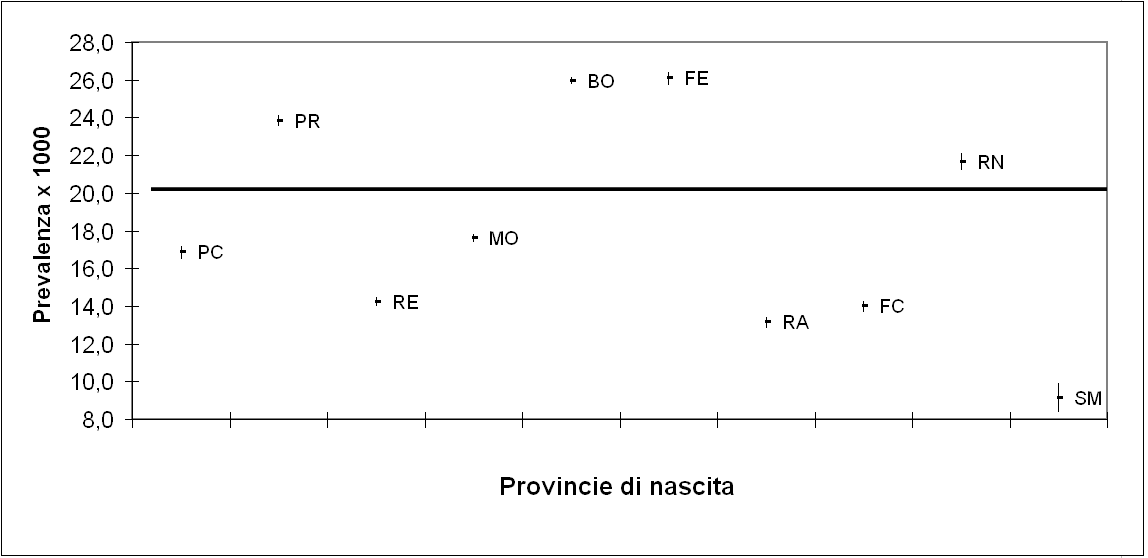 28,0
26,0
24,0
22,0
20,0
18,0
16,0
14,0
12,0
10,0
8,0
Prevalenza x 1000
PC
PR
RE
MO
BO
FE
RA
FC
RN
SM
Provincie di nascita